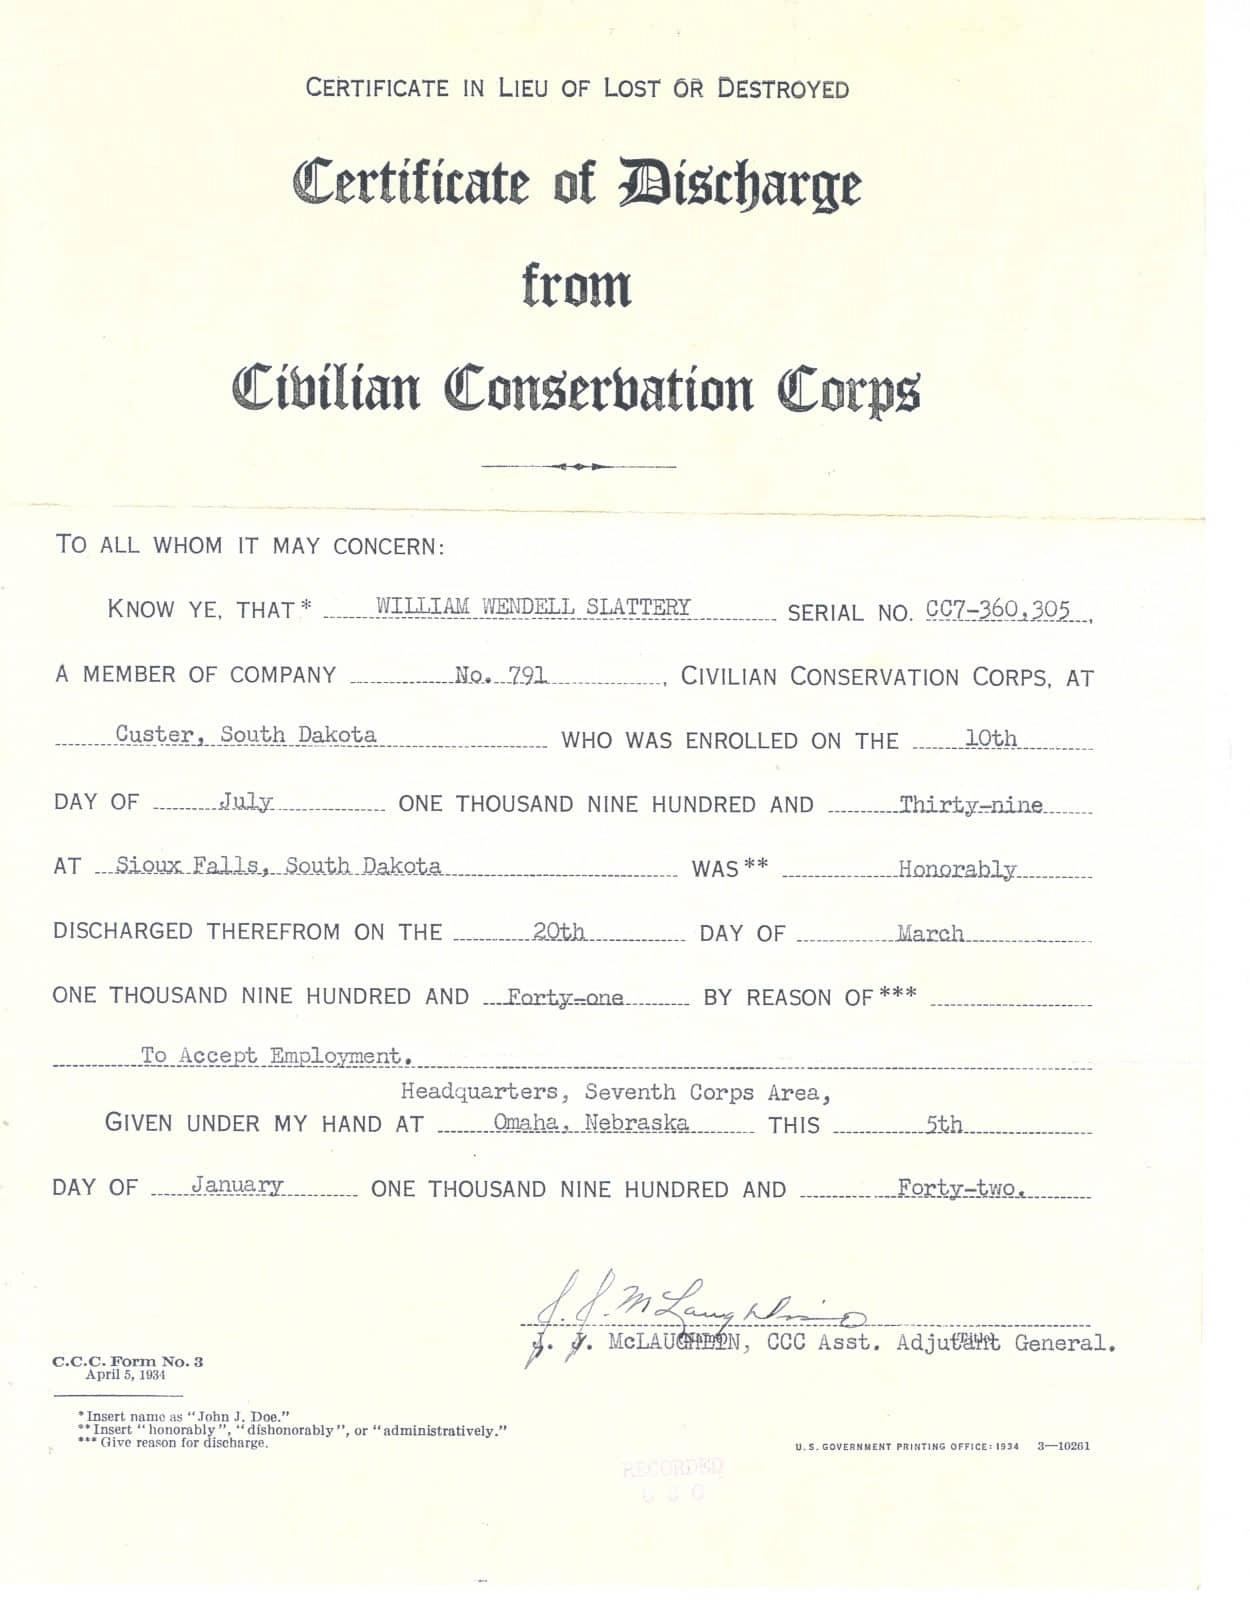 CERTIFICATE IN LIEU OF LOST OR DESTROYED
Certificate of Discharge
from
Civilian Conservation Corps
TO ALL WHOM IT MAY CONCERN:
KNOW YE, THAT* WILLIAM WENDELL SLATTERY SERIAL NO. CC7-360,305,
A MEMBER OF COMPANY No. 791, CIVILIAN CONSERVATION CORPS, AT
Custer, South Dakota WHO WAS ENROLLED ON THE 10th
DAY OF July ONE THOUSAND NINE HUNDRED AND Thirty-nine
AT Sioux Falls, South Dakota WAS** Honorably
DISCHARGED THEREFROM ON THE 20th DAY OF March
ONE THOUSAND NINE HUNDRED AND Forty-one BY REASON OF***
To Accept Employment.
Headquarters, Seventh Corps Area,
GIVEN UNDER MY HAND AT Omaha, Nebraska THIS 5th
DAY OF January ONE THOUSAND NINE HUNDRED AND Forty-two.
J. J. McLaughlin
J. J. McLAUGHLIN, CCC Asst. Adjutant General.
(Name) (Title)
C.C.C. Form No. 3
April 5, 1934
*Insert name as "John J. Doe."
**Insert "honorably", "dishonorably", or "administratively."
***Give reason for discharge.
U.S. GOVERNMENT PRINTING OFFICE: 1934 3—10261
RECORDED